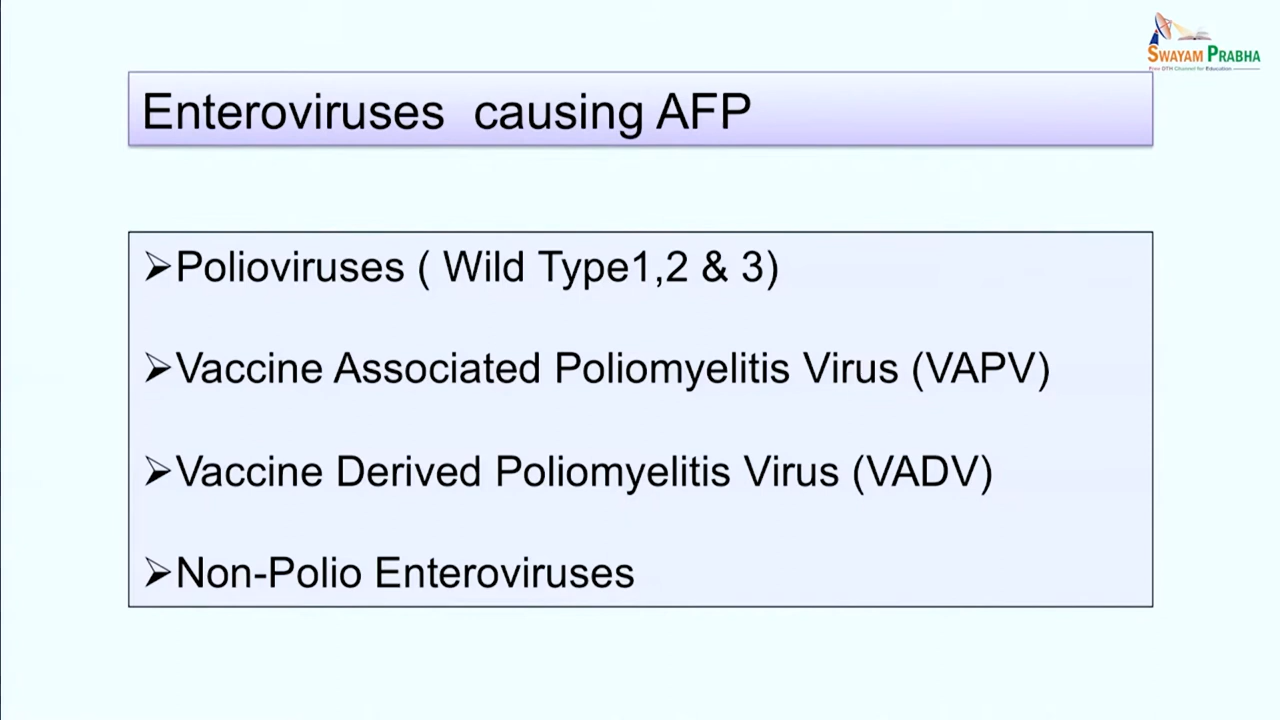 SWAYAM PRABHA
Free DTH Channel for Education
Enteroviruses causing AFP
➢Polioviruses ( Wild Type1,2 & 3)
➢Vaccine Associated Poliomyelitis Virus (VAPV)
➢Vaccine Derived Poliomyelitis Virus (VADV)
➢Non-Polio Enteroviruses